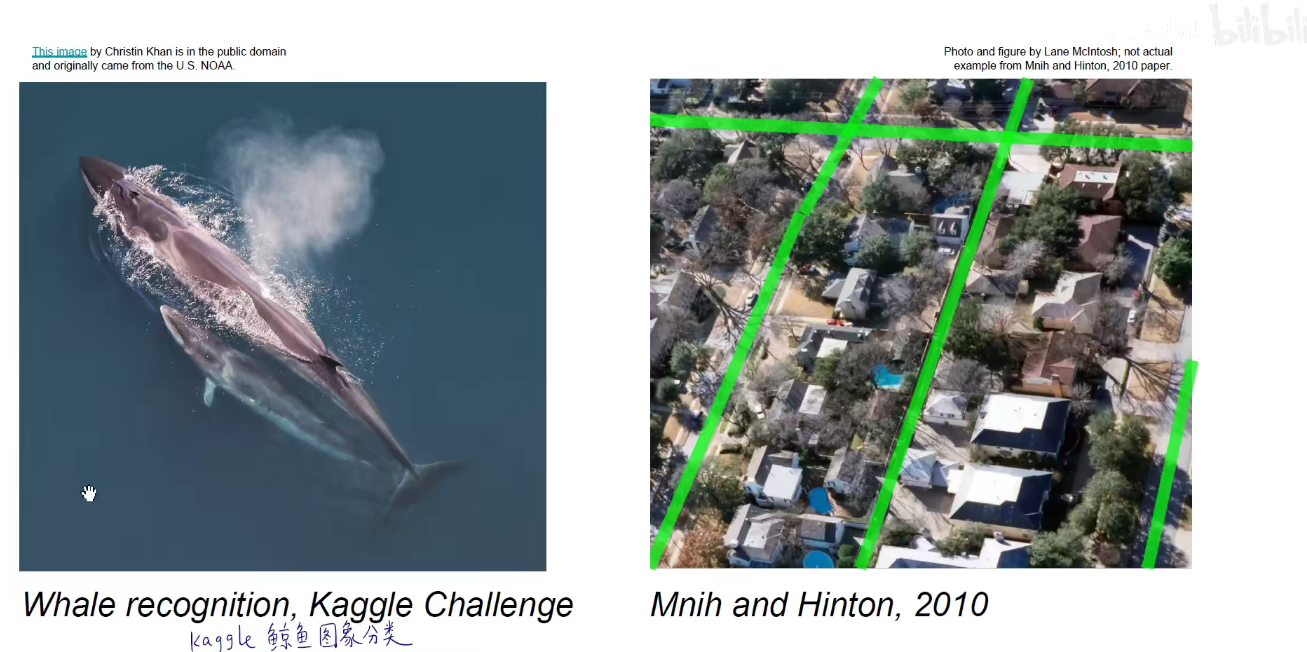 This image by Christin Khan is in the public domain
and originally came from the U.S. NOAA.
Photo and figure by Lane McIntosh; not actual
example from Mnih and Hinton, 2010 paper.
bilibili
Whale recognition, Kaggle Challenge
Mnih and Hinton, 2010
kaggle 鲸鱼图象分类